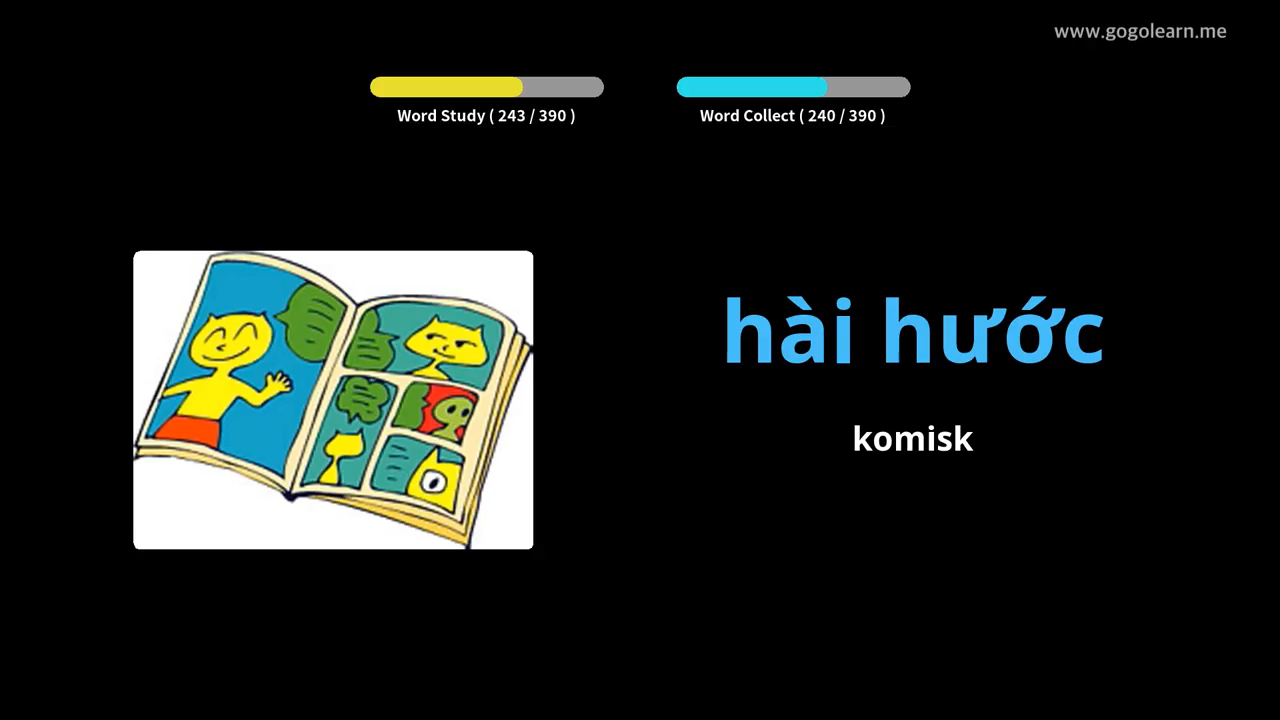 www.gogolearn.me
Word Study ( 243 / 390 )
Word Collect ( 240 / 390 )
hài hước
komisk